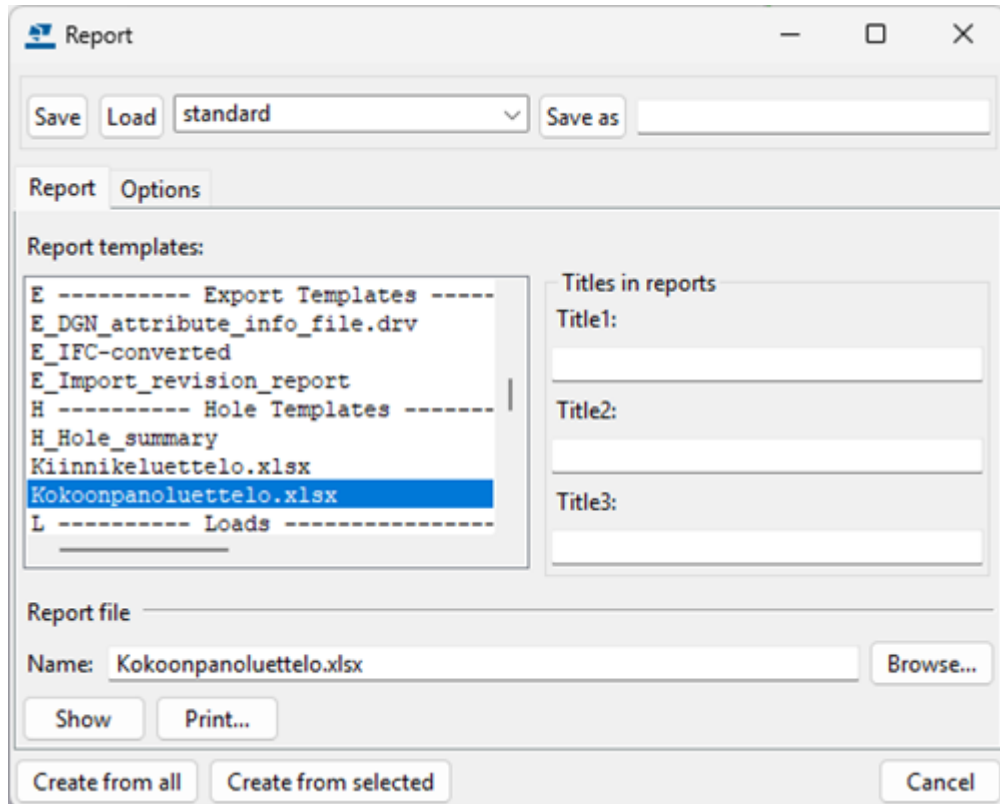 Report
Save Load standard Save as
Report Options
Report templates:
E ---------- Export Templates -----
E_DGN_attribute_info_file.drv
E_IFC-converted
E_Import_revision_report
H ---------- Hole Templates -------
H_Hole_summary
Kiinnikeluettelo.xlsx
Kokoonpanoluettelo.xlsx
L ---------- Loads ----------------
Titles in reports
Title1:
Title2:
Title3:
Report file
Name: Kokoonpanoluettelo.xlsx Browse...
Show Print...
Create from all Create from selected Cancel